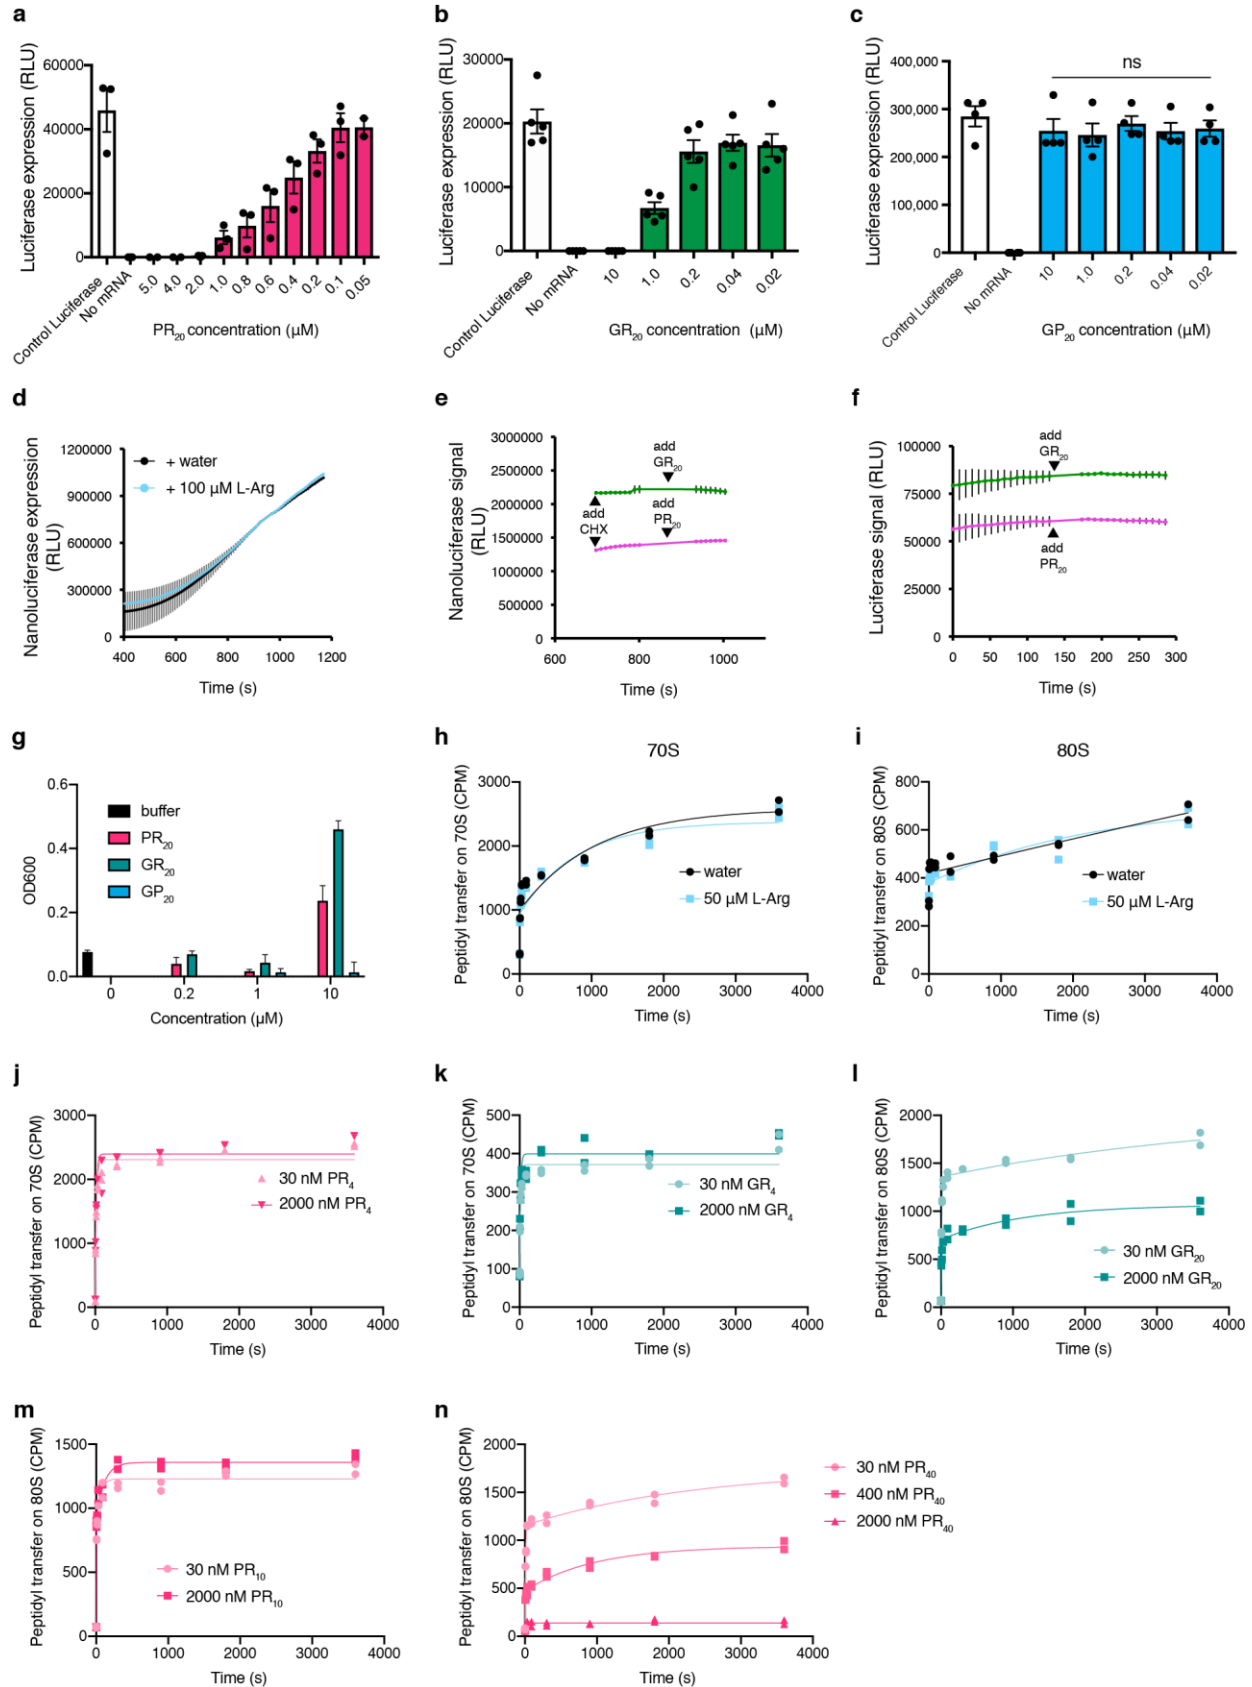 a
Luciferase expression (RLU)
60000
40000
20000
0
Control Luciferase
No mRNA
5.0
4.0
2.0
1.0
0.8
0.6
0.4
0.2
0.1
0.05
PR20 concentration (µM)
b
Luciferase expression (RLU)
30000
20000
10000
0
Control Luciferase
No mRNA
10
1.0
0.2
0.04
0.02
GR20 concentration (µM)
c
Luciferase expression (RLU)
400,000
300,000
200,000
100,000
0
ns
Control Luciferase
No mRNA
10
1.0
0.2
0.04
0.02
GP20 concentration (µM)
d
Nanoluciferase expression
(RLU)
1200000
900000
600000
300000
0
+ water
+ 100 µM L-Arg
400 600 800 1000 1200
Time (s)
e
Nanoluciferase signal
(RLU)
3000000
2500000
2000000
1500000
1000000
500000
0
add
GR20
add
CHX
add
PR20
600 800 1000
Time (s)
f
Luciferase signal (RLU)
100000
75000
50000
25000
0
add
GR20
add
PR20
0 50 100 150 200 250 300
Time (s)
g
OD600
0.6
0.4
0.2
0.0
buffer
PR20
GR20
GP20
0 0.2 1 10
Concentration (µM)
h
70S
Peptidyl transfer on 70S (CPM)
3000
2000
1000
0
water
50 µM L-Arg
0 1000 2000 3000 4000
Time (s)
i
80S
Peptidyl transfer on 80S (CPM)
800
600
400
200
0
water
50 µM L-Arg
0 1000 2000 3000 4000
Time (s)
j
Peptidyl transfer on 70S (CPM)
3000
2000
1000
0
30 nM PR4
2000 nM PR4
0 1000 2000 3000 4000
Time (s)
k
Peptidyl transfer on 70S (CPM)
500
400
300
200
100
0
30 nM GR4
2000 nM GR4
0 1000 2000 3000 4000
Time (s)
l
Peptidyl transfer on 80S (CPM)
2000
1500
1000
500
0
30 nM GR20
2000 nM GR20
0 1000 2000 3000 4000
Time (s)
m
Peptidyl transfer on 80S (CPM)
1500
1000
500
0
30 nM PR10
2000 nM PR10
0 1000 2000 3000 4000
Time (s)
n
Peptidyl transfer on 80S (CPM)
2000
1500
1000
500
0
30 nM PR40
400 nM PR40
2000 nM PR40
0 1000 2000 3000 4000
Time (s)